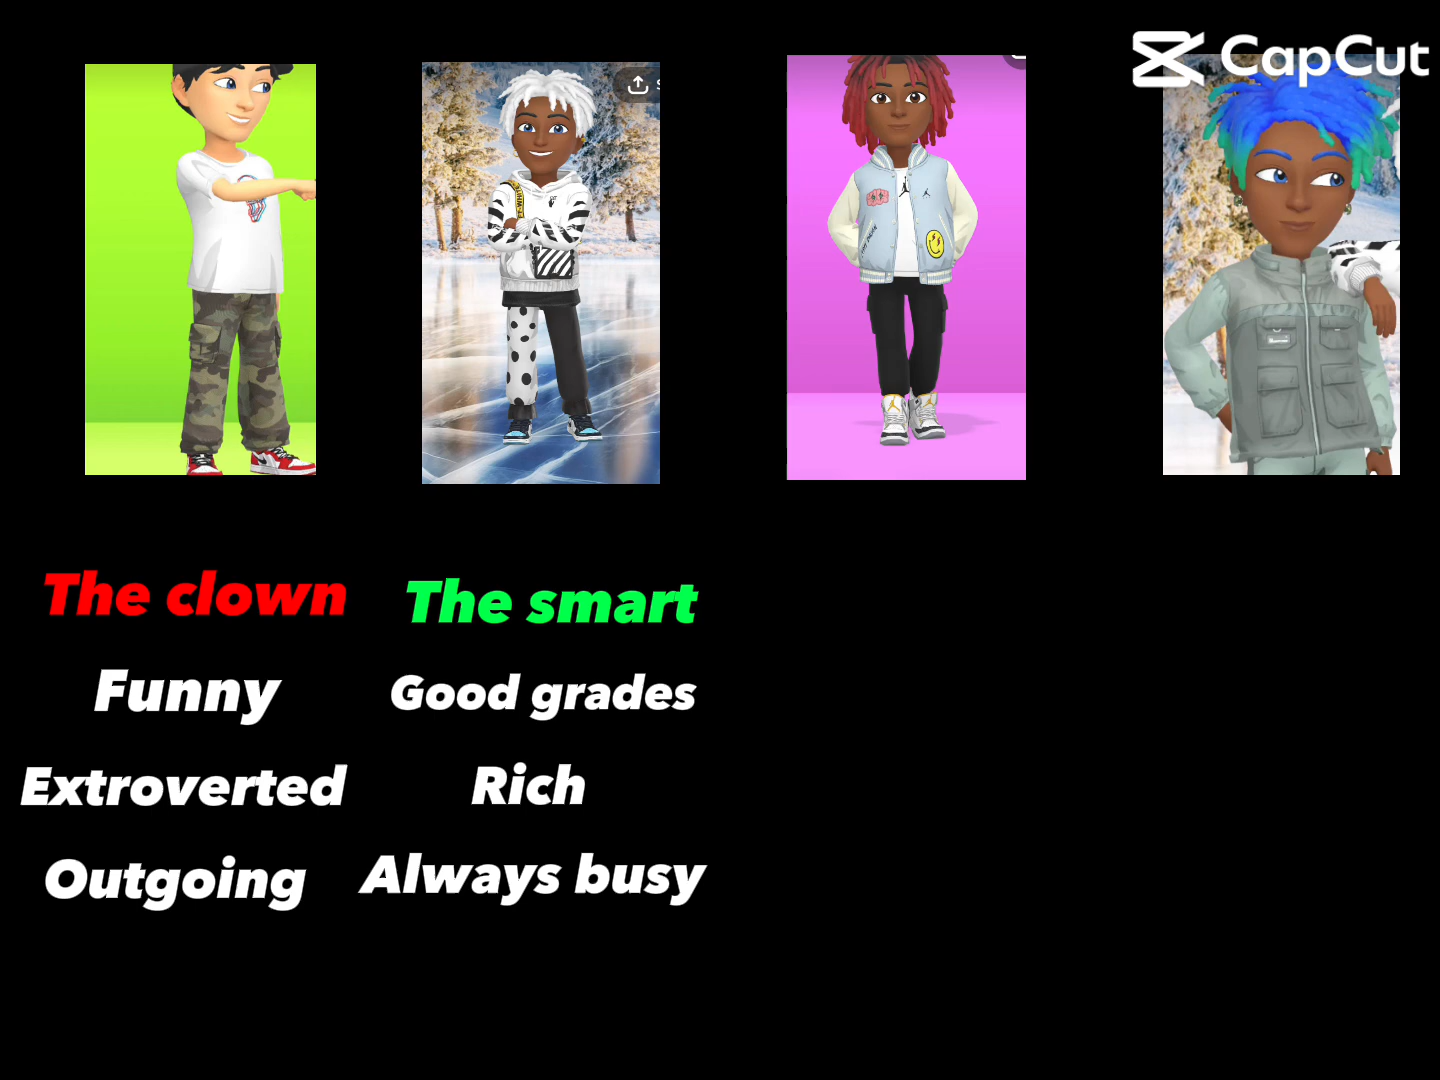 CapCut
The clown
Funny
Extroverted
Outgoing
The smart
Good grades
Rich
Always busy